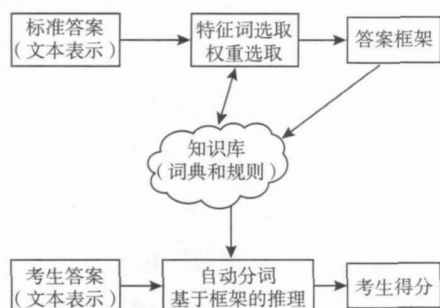 标准答案
（文本表示）
特征词选取
权重选取
答案框架
知识库
（词典和规则）
考生答案
（文本表示）
自动分词
基于框架的推理
考生得分